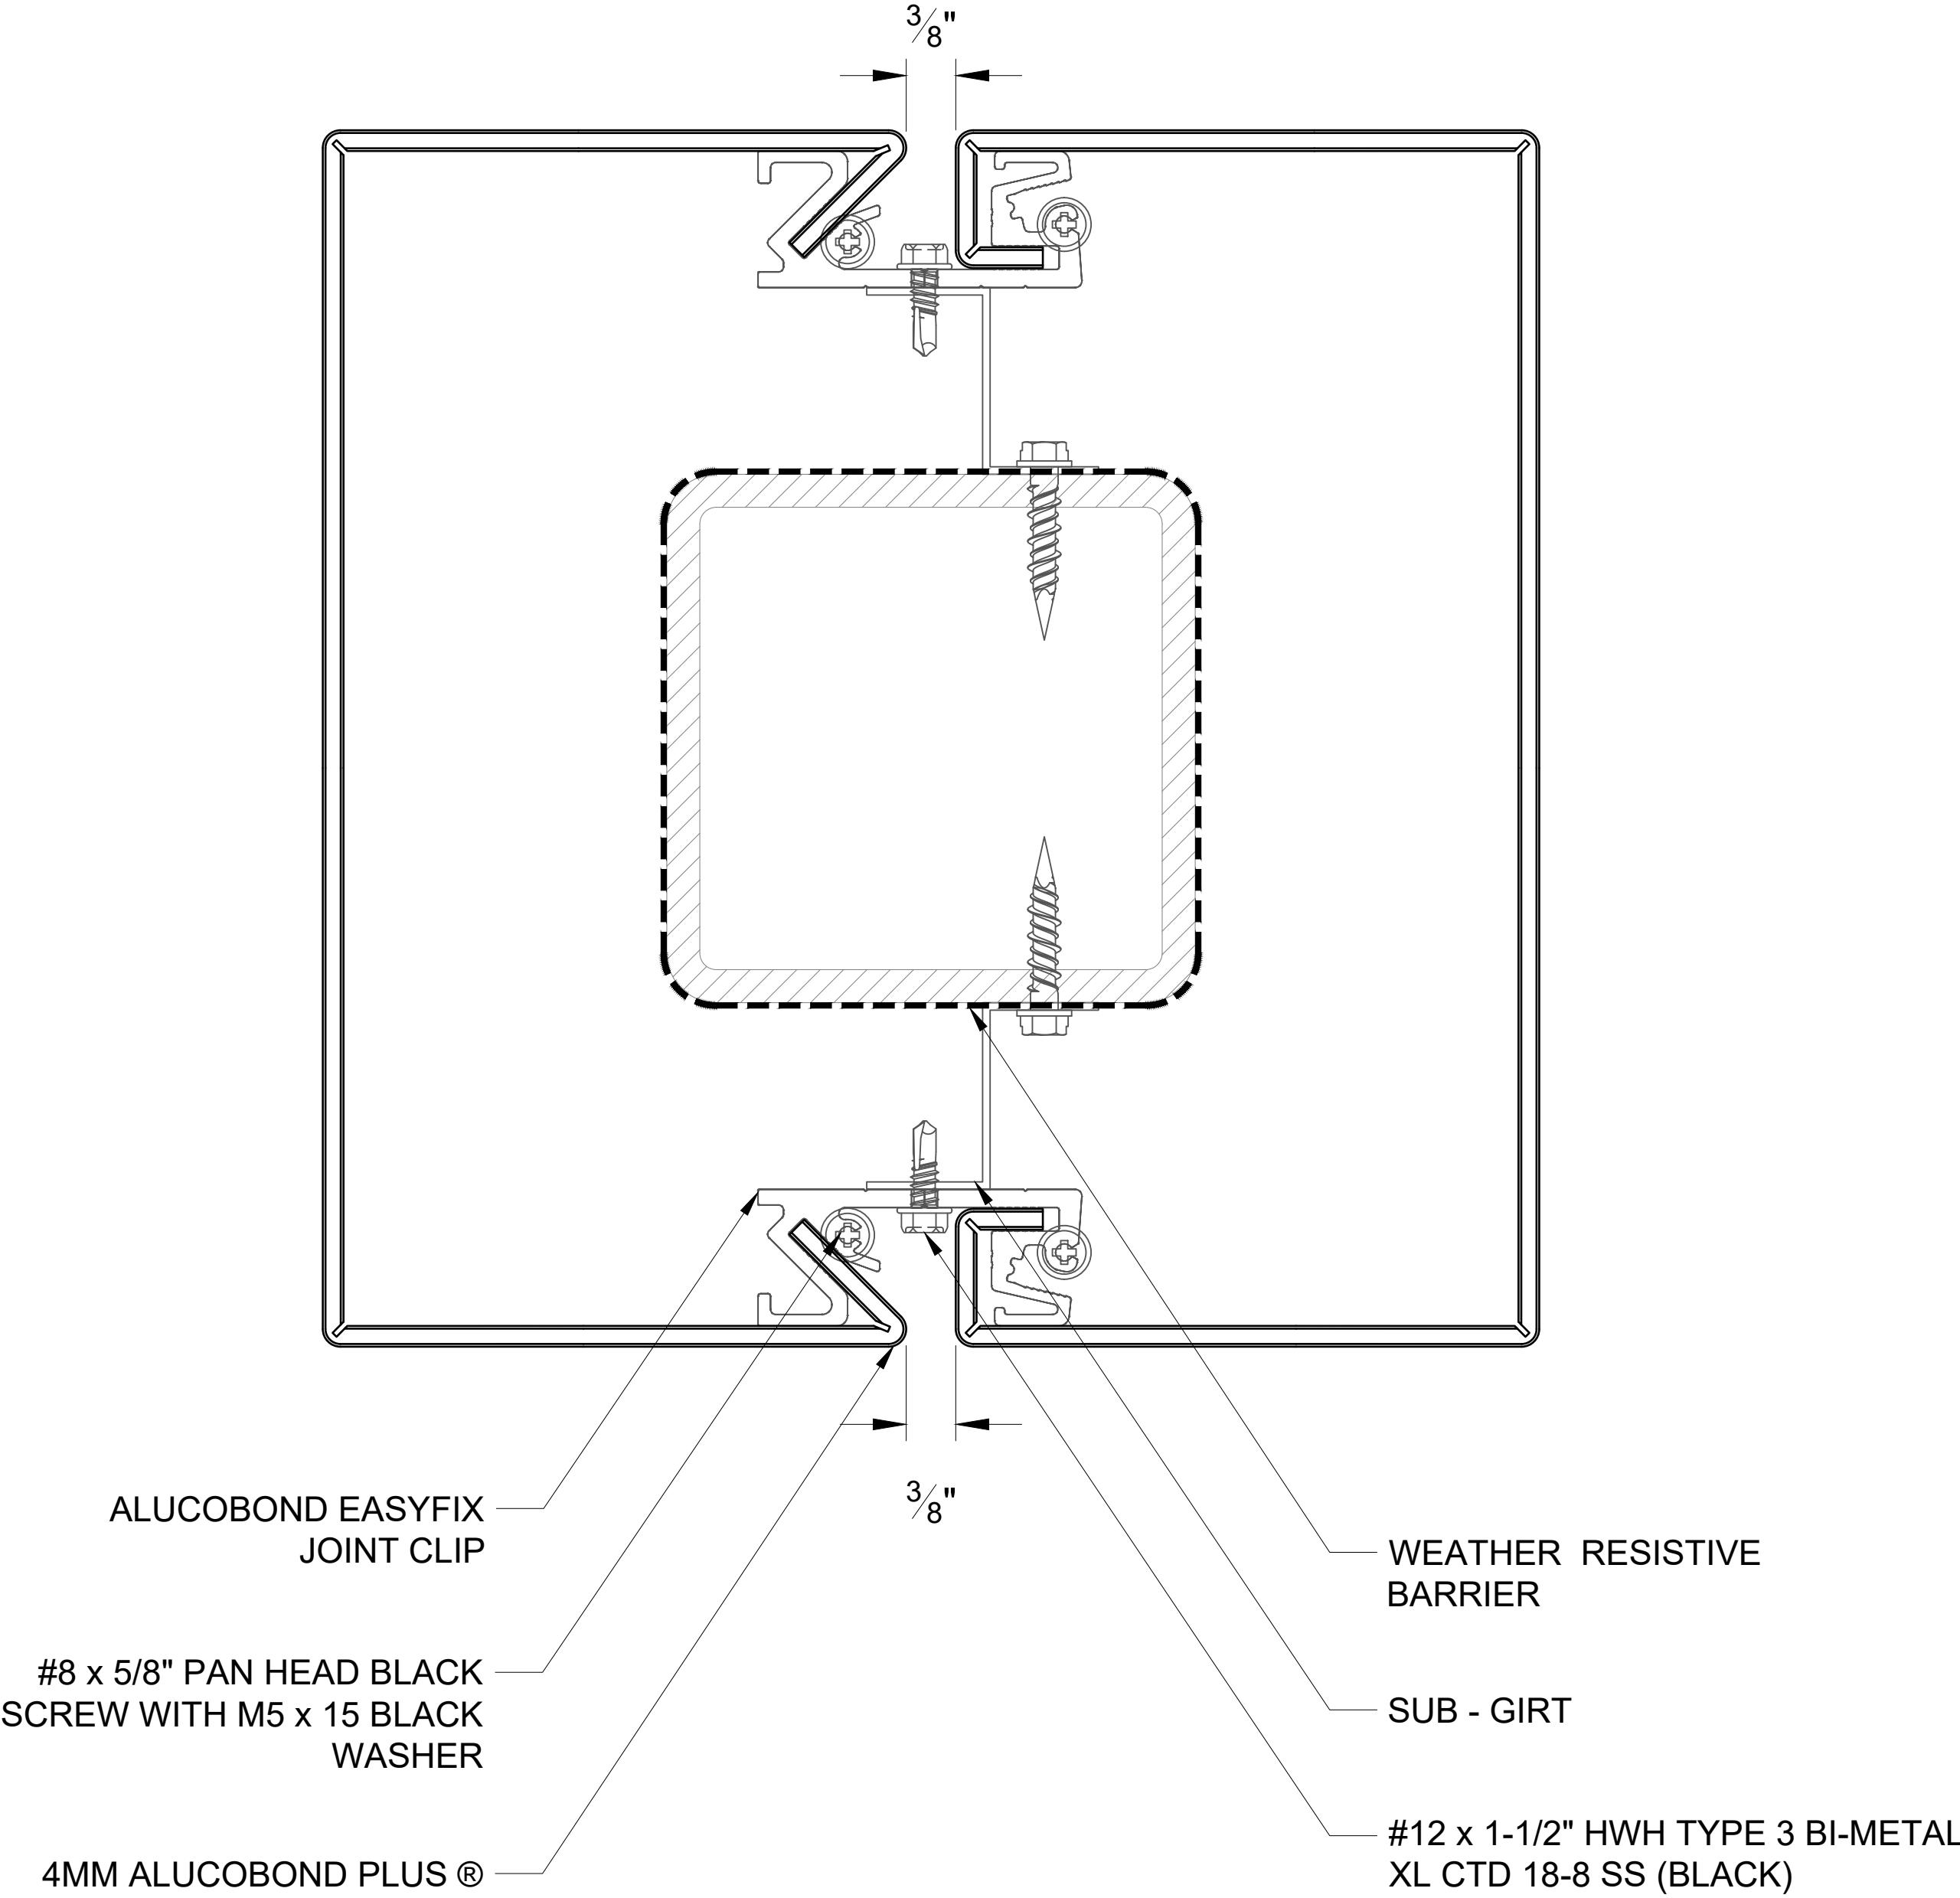 3/8"
ALUCOBOND EASYFIX
JOINT CLIP
#8 x 5/8" PAN HEAD BLACK
SCREW WITH M5 x 15 BLACK
WASHER
4MM ALUCOBOND PLUS ®
3/8"
WEATHER RESISTIVE
BARRIER
SUB - GIRT
#12 x 1-1/2" HWH TYPE 3 BI-METAL
XL CTD 18-8 SS (BLACK)